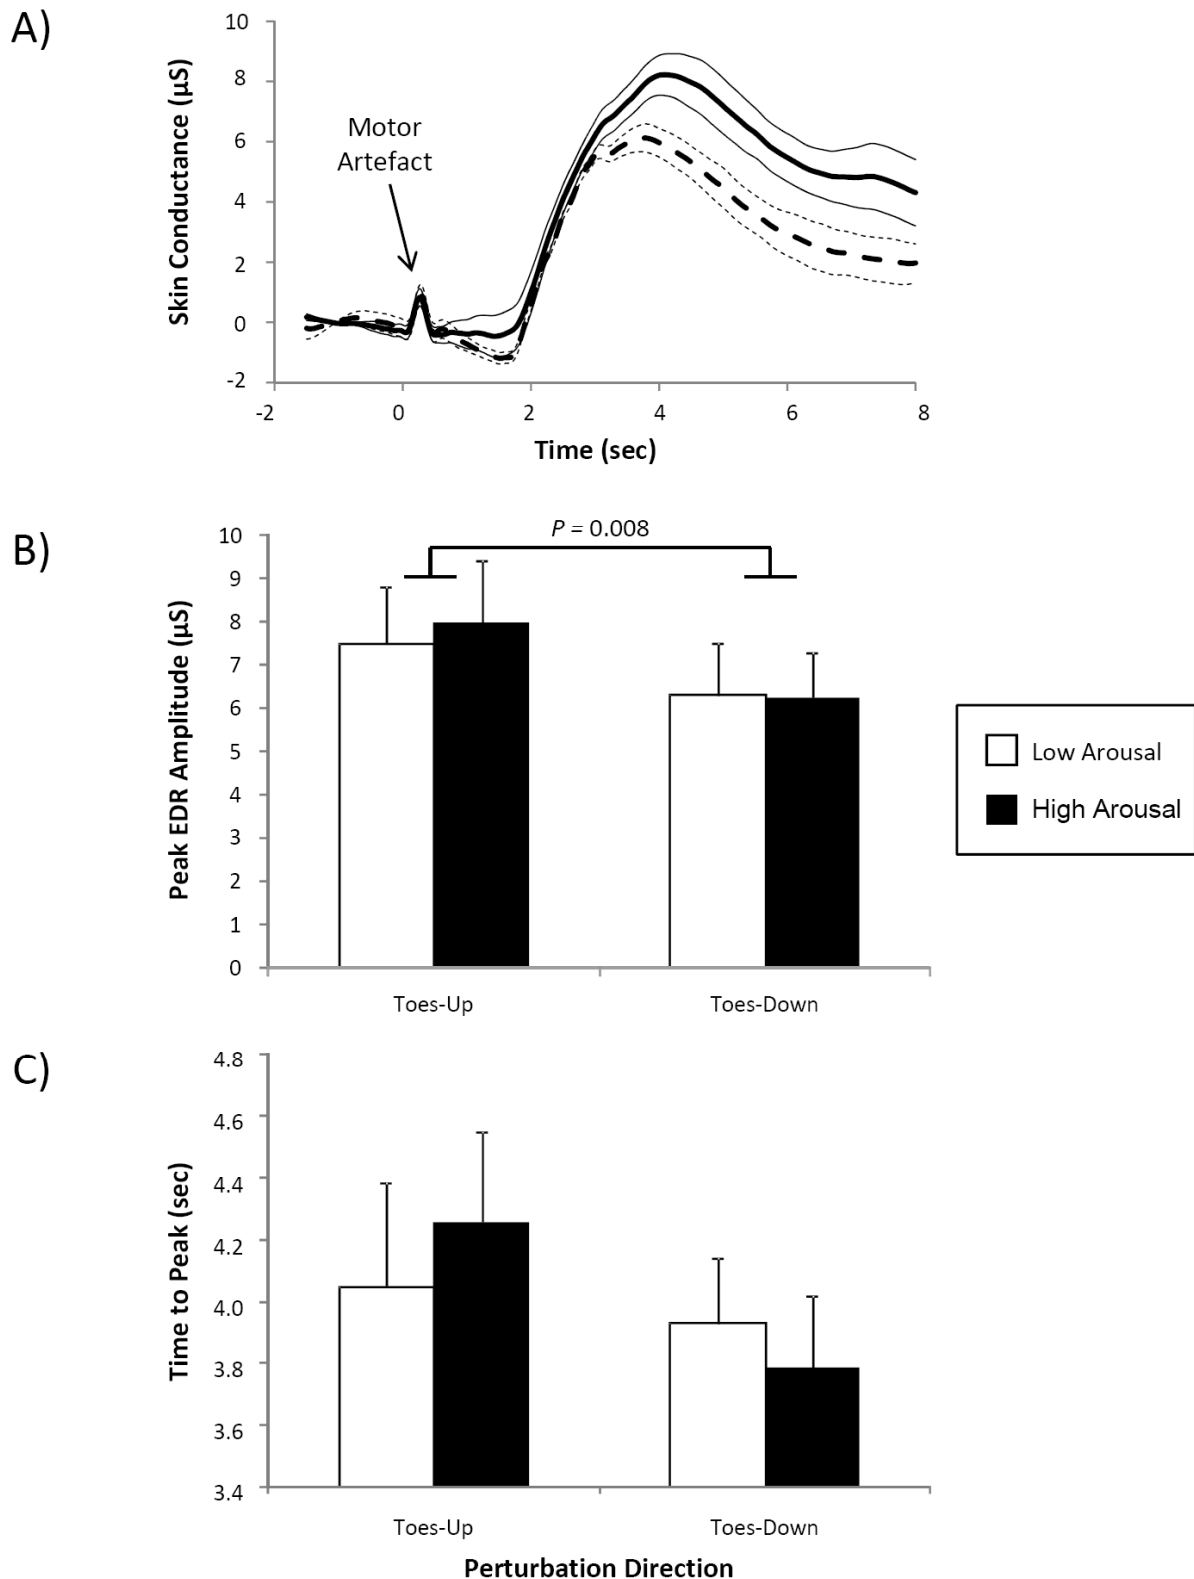 A)
10
8
6
4
2
0
-2
Skin Conductance (µS)
Motor
Artefact
-2 0 2 4 6 8
Time (sec)
B)
P = 0.008
10
9
8
7
6
5
4
3
2
1
0
Peak EDR Amplitude (µS)
Toes-Up Toes-Down
Low Arousal
High Arousal
C)
4.8
4.6
4.4
4.2
4.0
3.8
3.6
3.4
Time to Peak (sec)
Toes-Up Toes-Down
Perturbation Direction